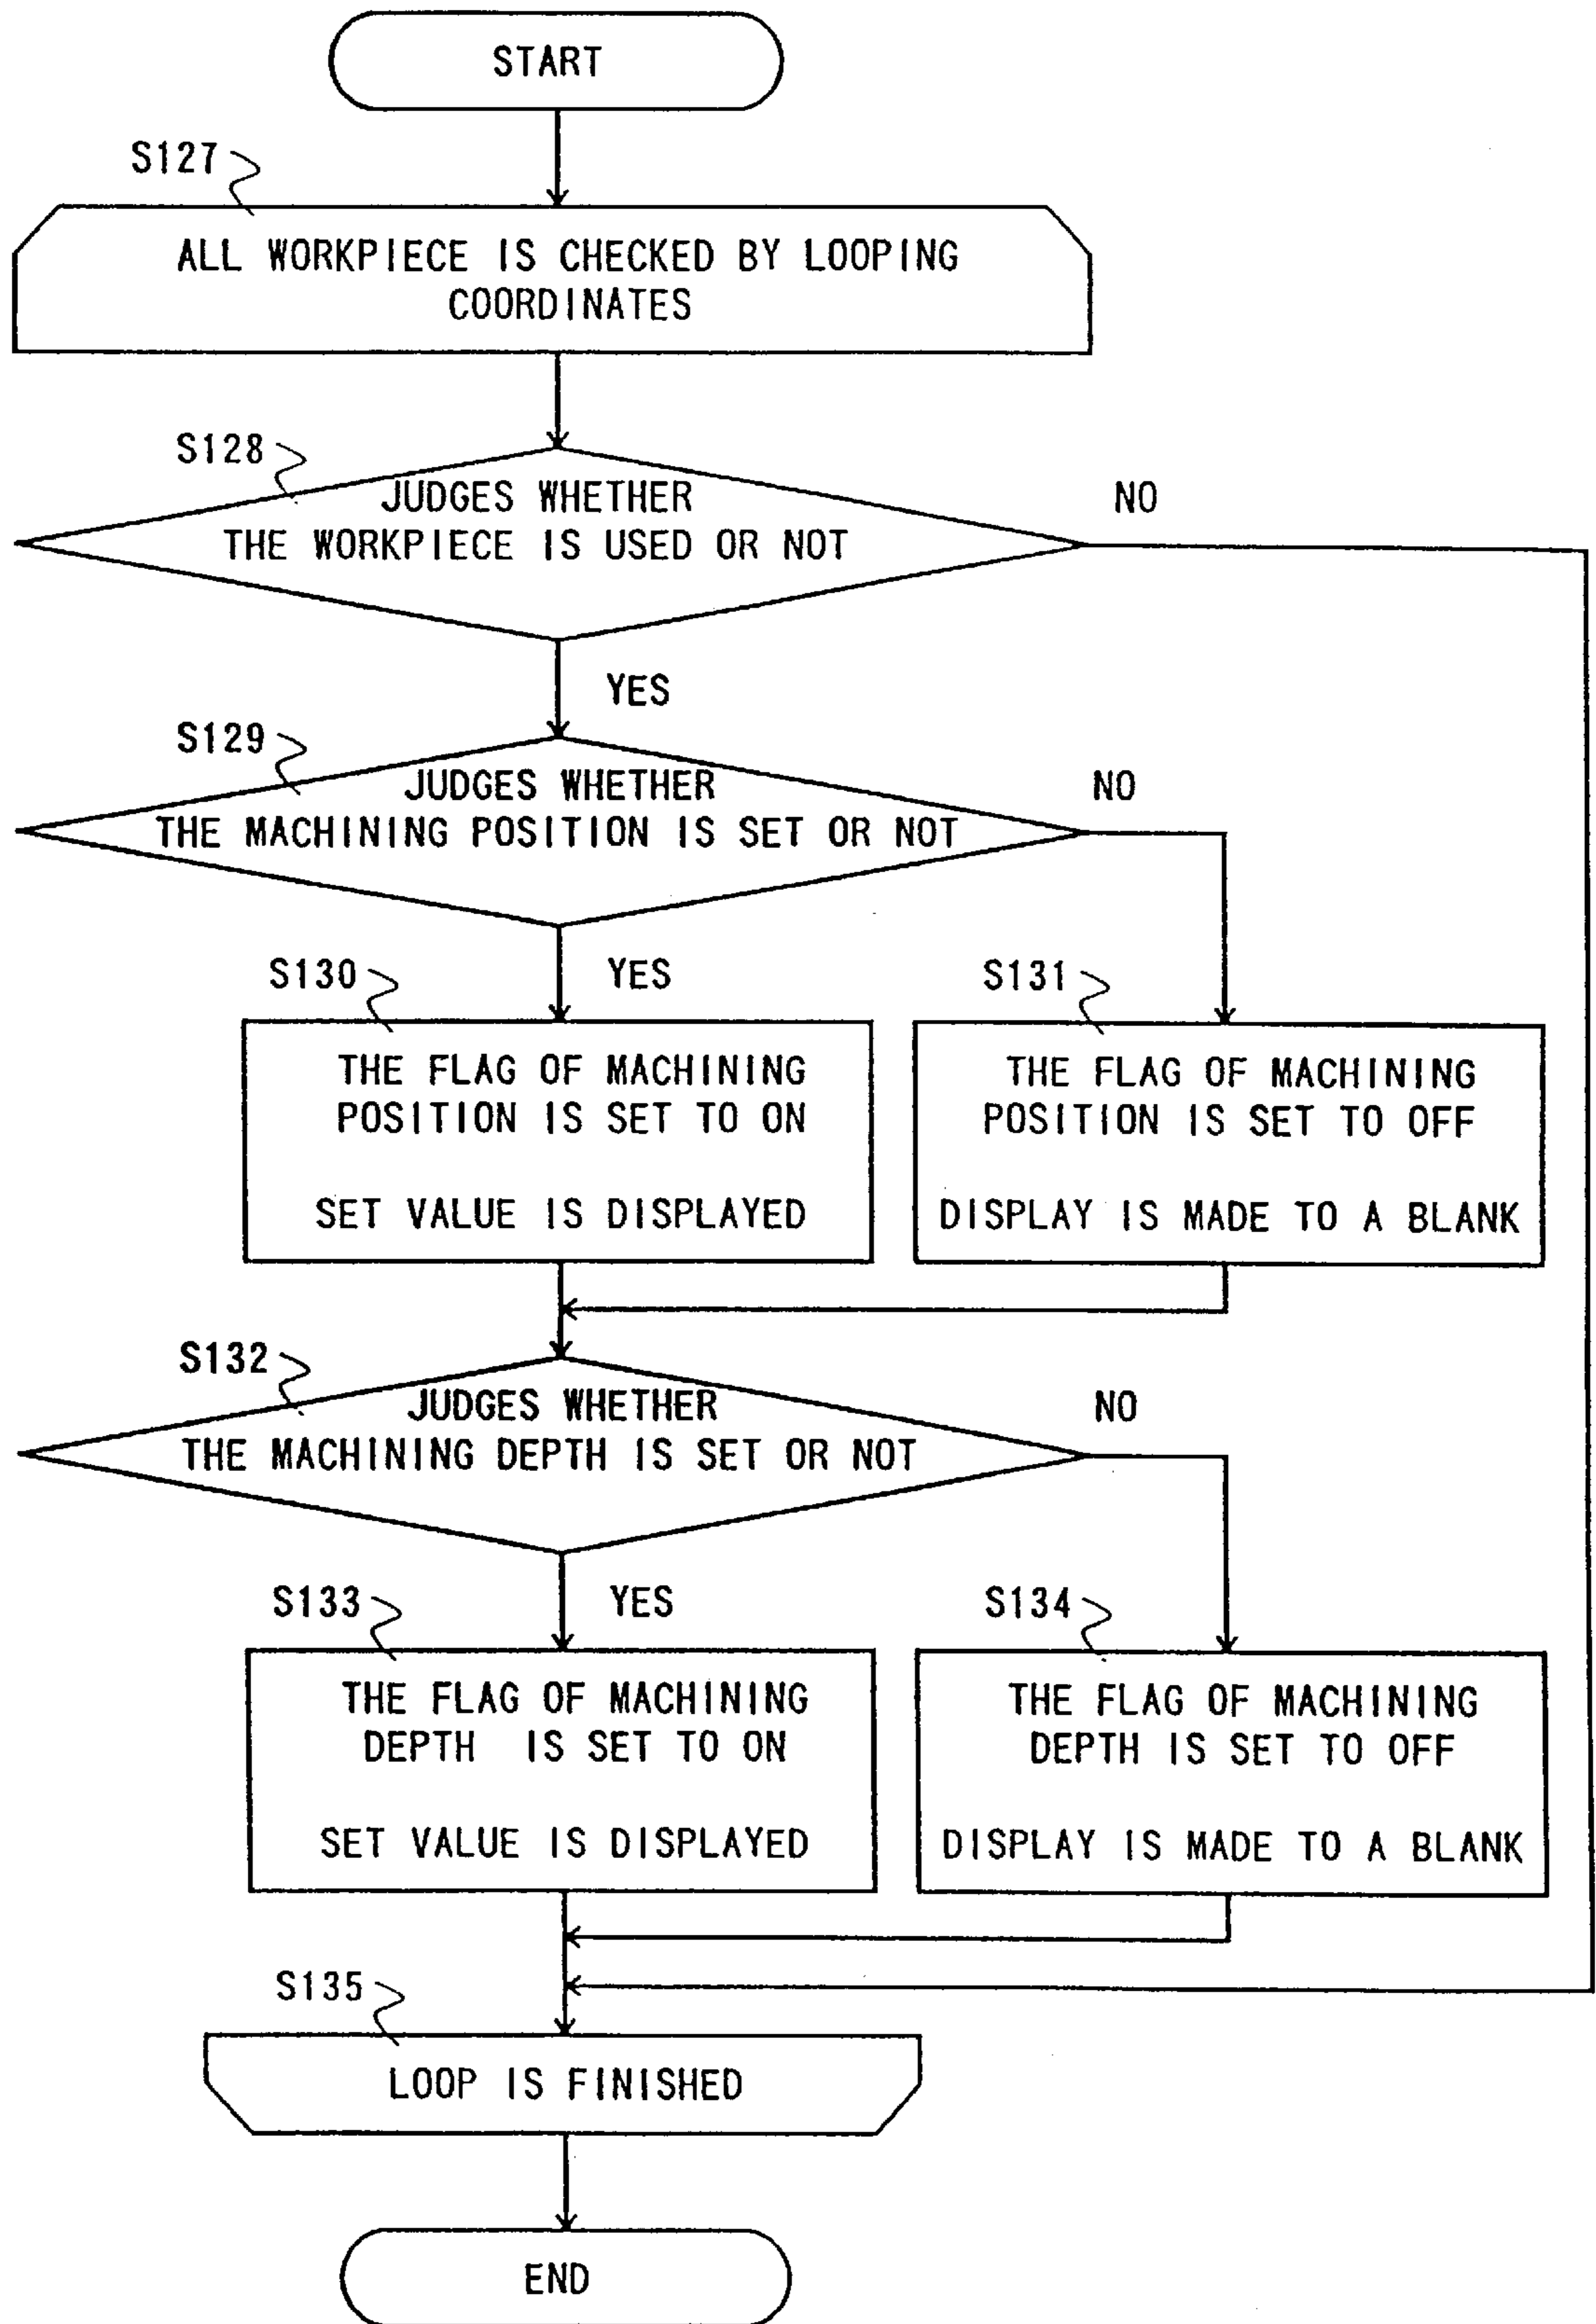 START
S127
ALL WORKPIECE IS CHECKED BY LOOPING
COORDINATES
S128
JUDGES WHETHER
THE WORKPIECE IS USED OR NOT
NO
YES
S129
JUDGES WHETHER
THE MACHINING POSITION IS SET OR NOT
NO
YES
S130
THE FLAG OF MACHINING
POSITION IS SET TO ON
SET VALUE IS DISPLAYED
S131
THE FLAG OF MACHINING
POSITION IS SET TO OFF
DISPLAY IS MADE TO A BLANK
S132
JUDGES WHETHER
THE MACHINING DEPTH IS SET OR NOT
NO
YES
S133
THE FLAG OF MACHINING
DEPTH IS SET TO ON
SET VALUE IS DISPLAYED
S134
THE FLAG OF MACHINING
DEPTH IS SET TO OFF
DISPLAY IS MADE TO A BLANK
S135
LOOP IS FINISHED
END